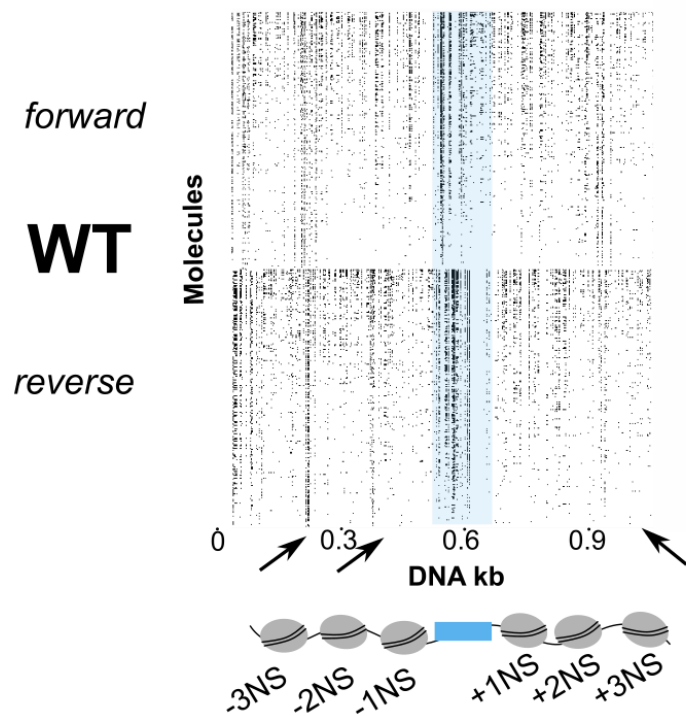 forward
WT
Molecules
reverse
0 0.3 0.6 0.9
DNA kb
-3NS -2NS -1NS +1NS +2NS +3NS